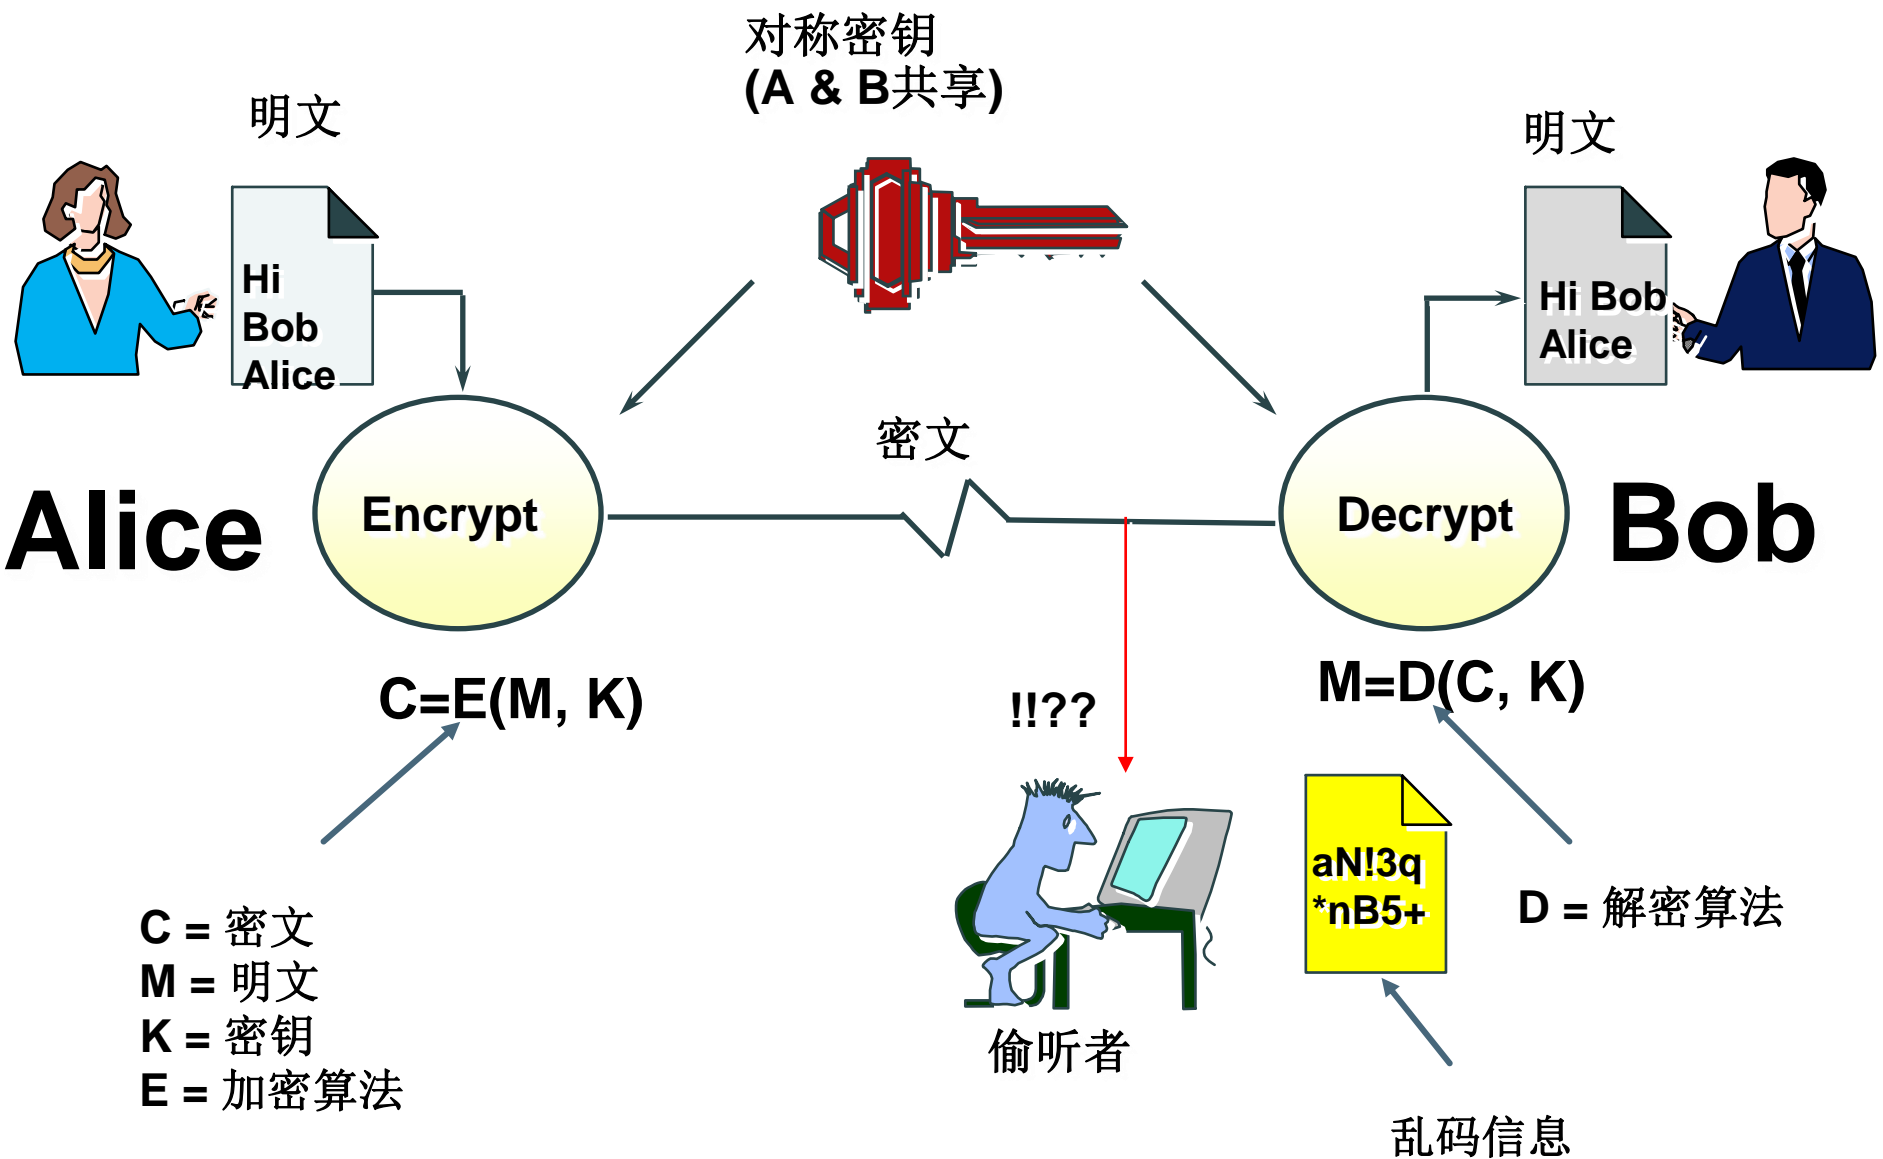 对称密钥
(A & B共享)
明文
明文
Hi
Bob
Alice
Hi Bob
Alice
密文
Alice
Encrypt
Decrypt
Bob
C=E(M, K)
M=D(C, K)
!!??
aN!3q
*nB5+
C = 密文
M = 明文
K = 密钥
E = 加密算法
D = 解密算法
偷听者
乱码信息